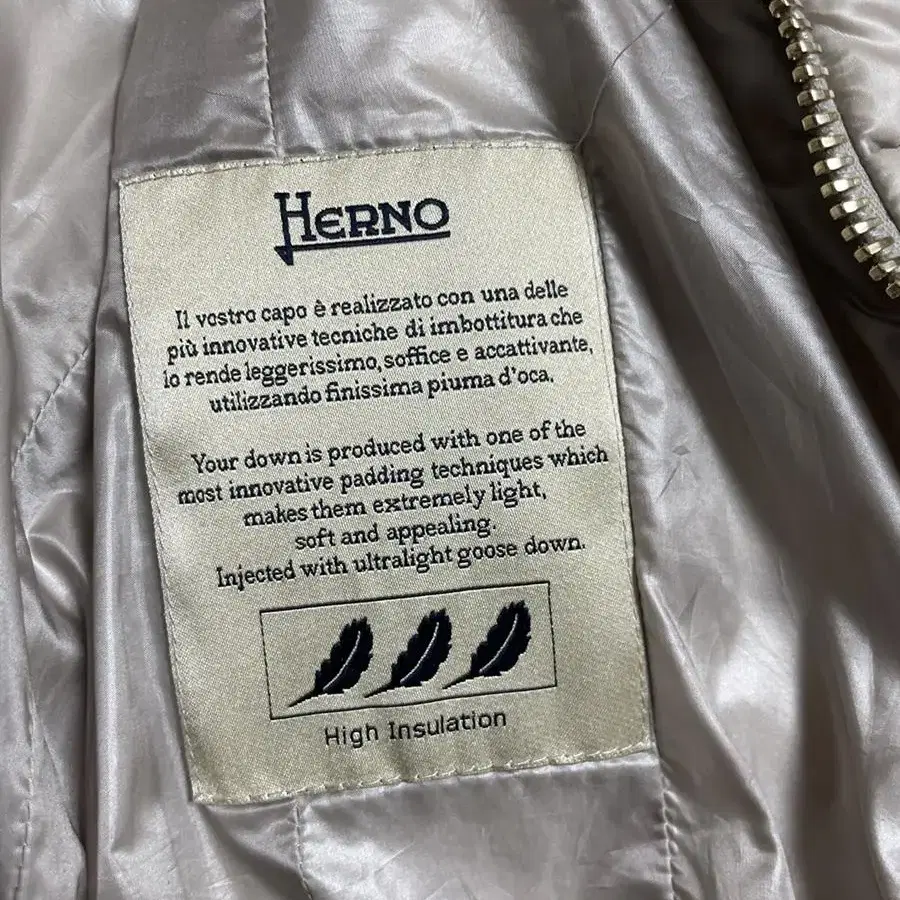 HERNO
Il vostro capo è realizzato con una delle
più innovative tecniche di imbottitura che
lo rende leggerissimo, soffice e accattivante,
utilizzando finissima piuma d'oca.
Your down is produced with one of the
most innovative padding techniques which
makes them extremely light,
soft and appealing.
Injected with ultralight goose down.
High Insulation